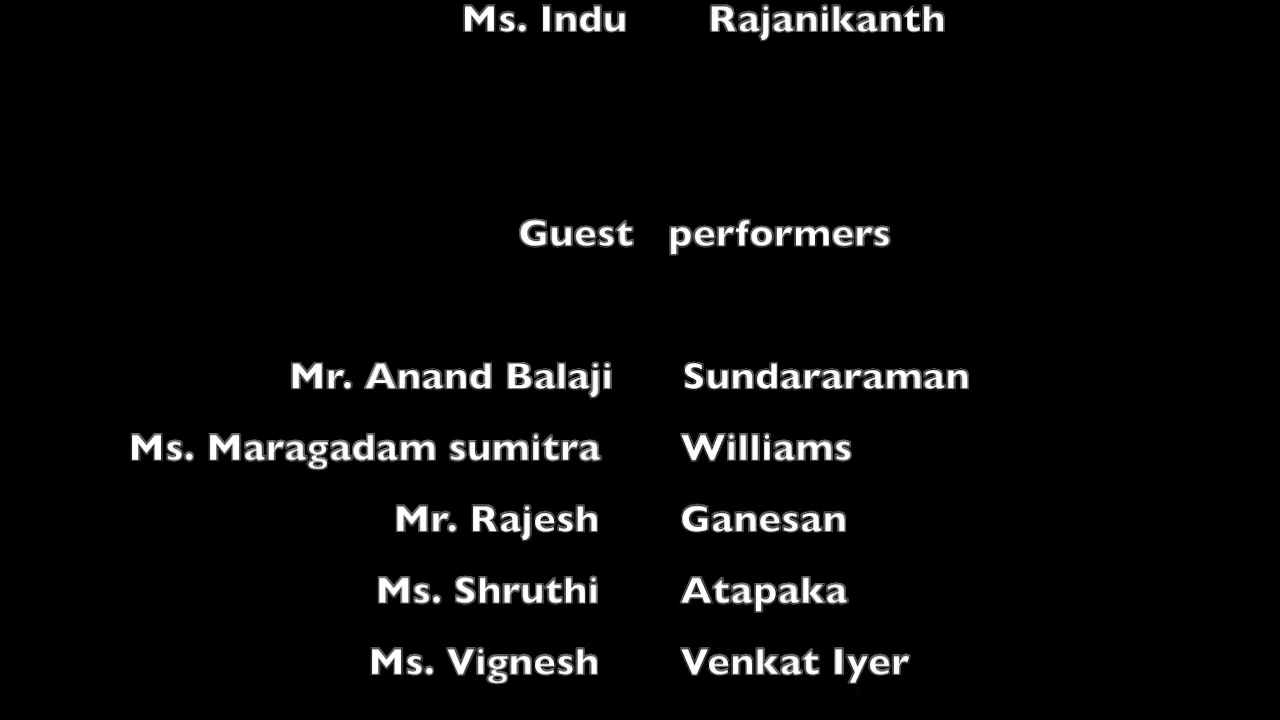 Ms. Indu Rajanikanth
Guest performers
Mr. Anand Balaji Sundararaman
Ms. Maragadam sumitra Williams
Mr. Rajesh Ganesan
Ms. Shruthi Atapaka
Ms. Vignesh Venkat Iyer